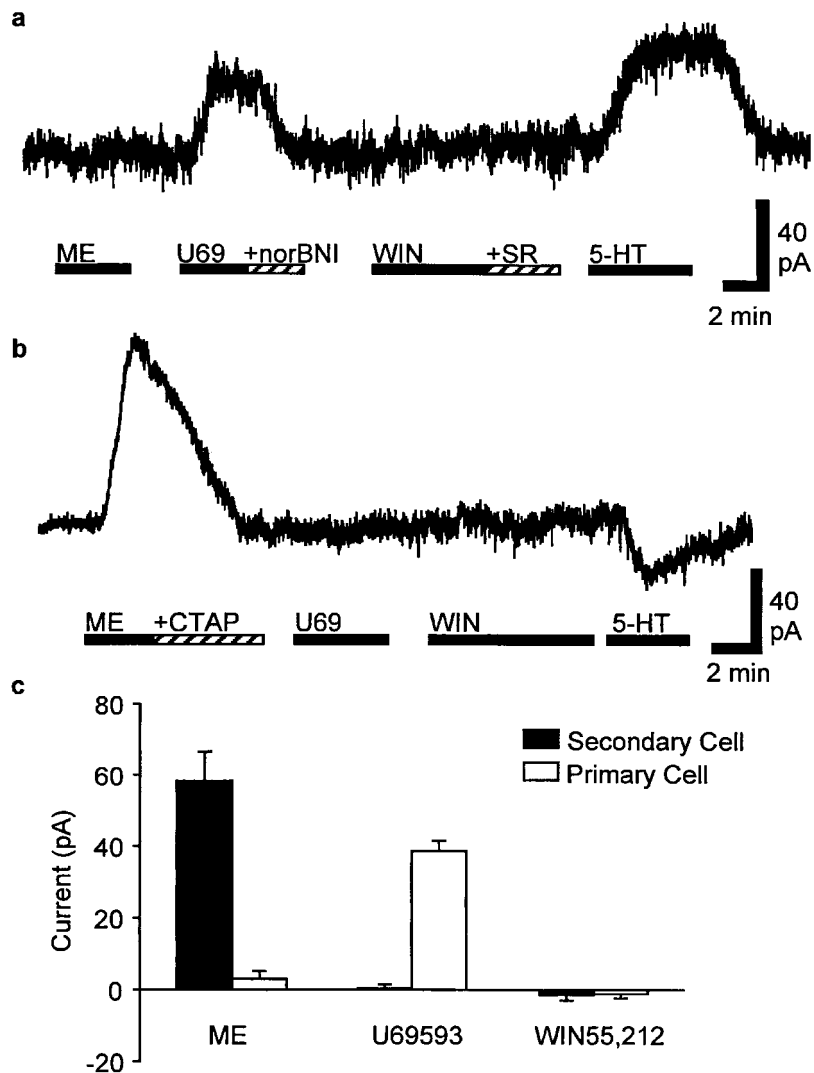 a
ME
U69 +norBNI
WIN +SR
5-HT
40
pA
2 min
b
ME +CTAP
U69
WIN
5-HT
40
pA
2 min
c
80
60
40
20
0
-20
Current (pA)
Secondary Cell
Primary Cell
ME
U69593
WIN55,212